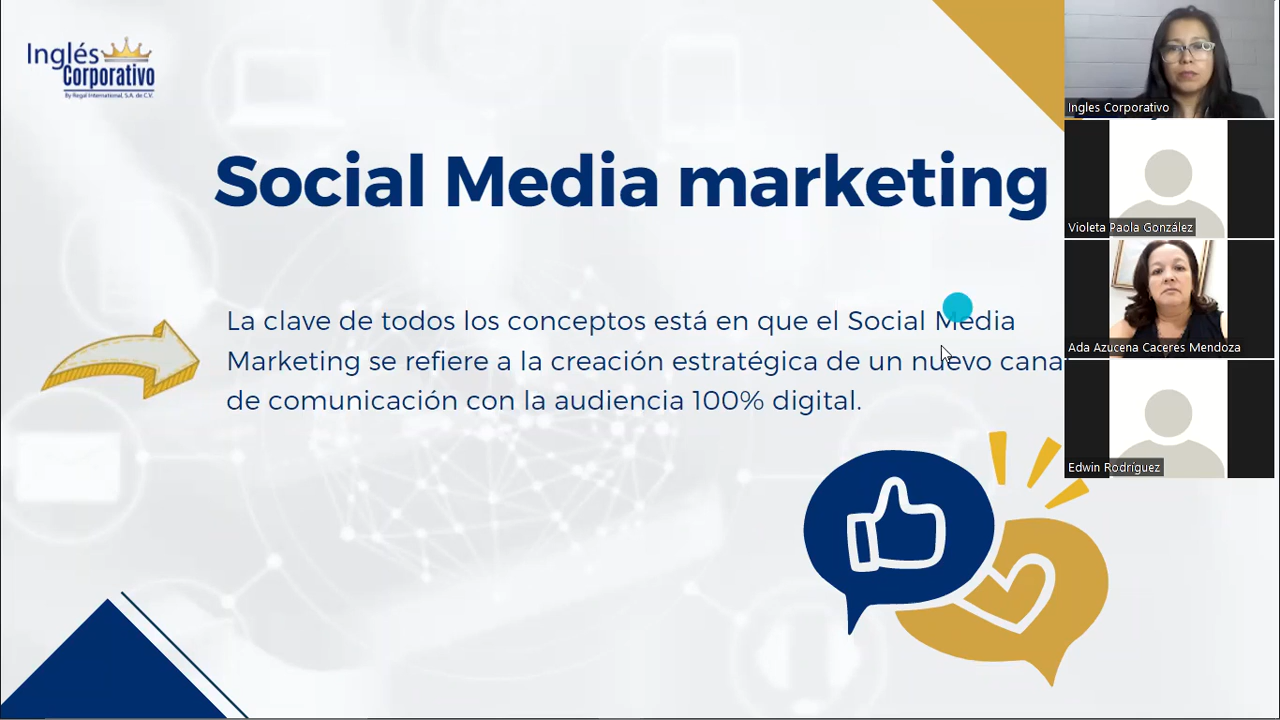 Inglés
Corporativo
By Regal International, S.A. de C.V.
Social Media marketing
La clave de todos los conceptos está en que el Social Media
Marketing se refiere a la creación estratégica de un nuevo cana
de comunicación con la audiencia 100% digital.
Ingles Corporativo
Violeta Paola González
Ada Azucena Caceres Mendoza
Edwin Rodríguez